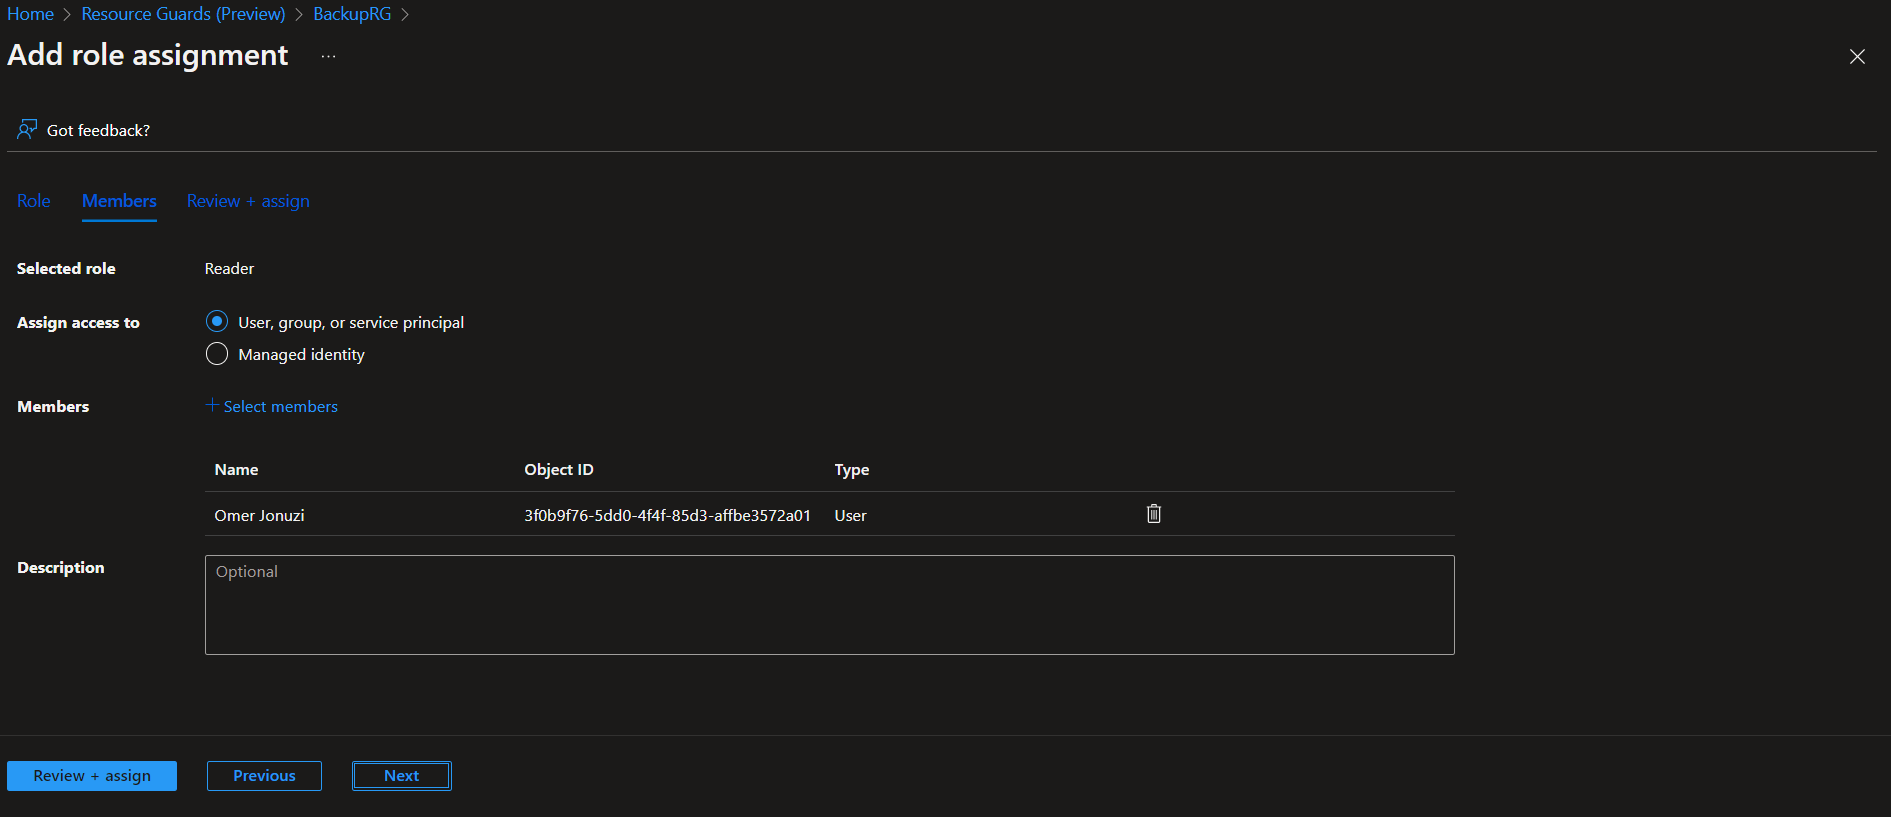 Home > Resource Guards (Preview) > BackupRG >
Add role assignment ...
Got feedback?
Role Members Review + assign
Selected role Reader
Assign access to User, group, or service principal
Managed identity
Members + Select members
Name Object ID Type
Omer Jonuzi 3f0b9f76-5dd0-4f4f-85d3-affbe3572a01 User
Description Optional
Review + assign Previous Next